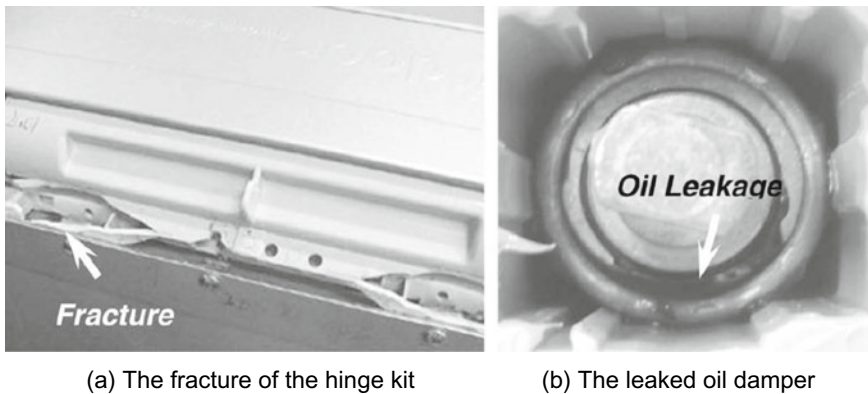 Fracture
Oil Leakage
(a) The fracture of the hinge kit
(b) The leaked oil damper